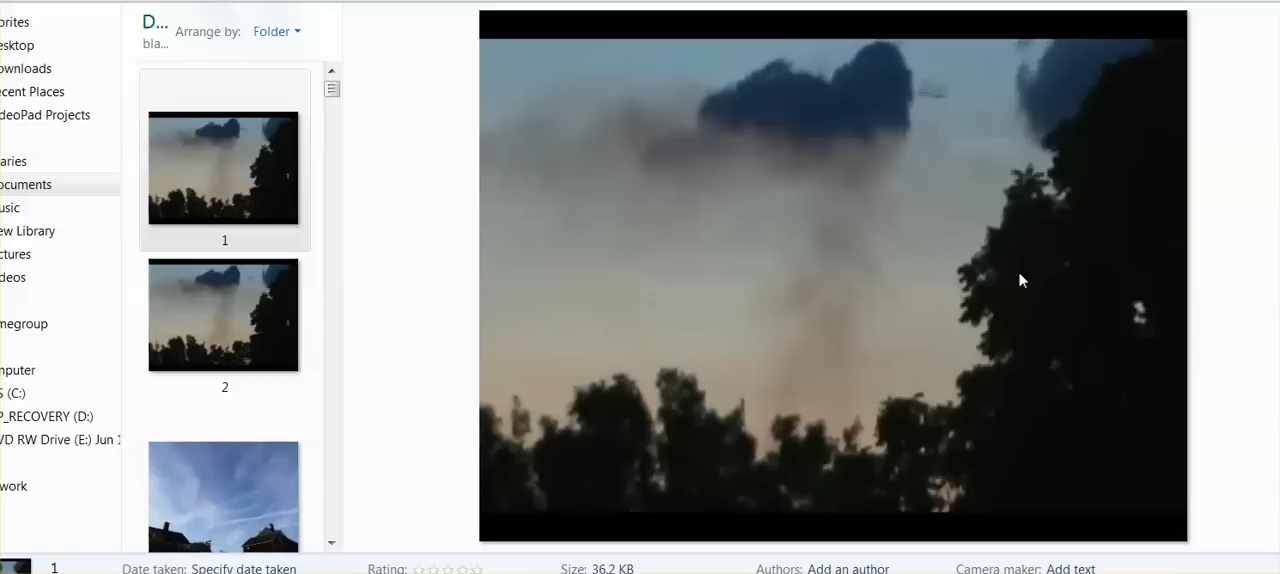 orites
esktop
ownloads
ecent Places
deoPad Projects
aries
ocuments
usic
ew Library
ctures
deos
megroup
mputer
S (C:)
P_RECOVERY (D:)
VD RW Drive (E:) Jun 1
work
D...
bla...
Arrange by: Folder
1
2
1
Date taken: Specify date taken
Rating:
Size: 36.2 KB
Authors: Add an author
Camera maker: Add text